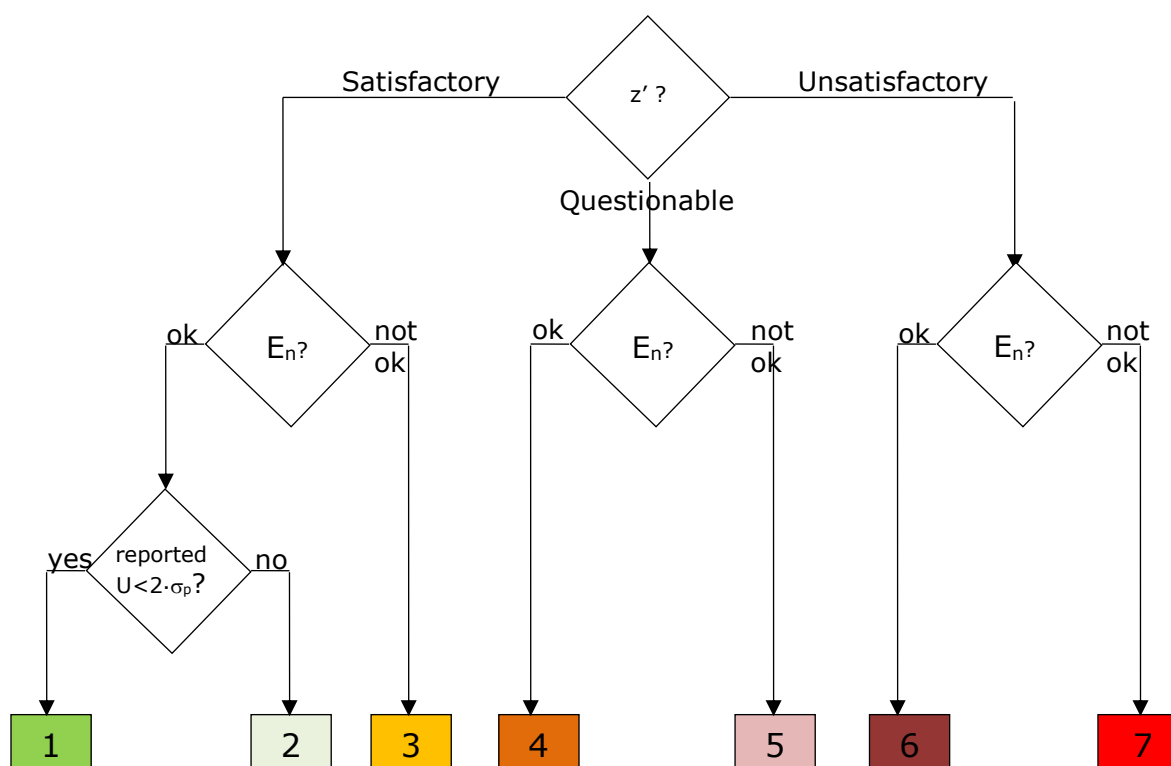 Satisfactory
z’ ?
Unsatisfactory
Questionable
ok
En?
not
ok
ok
En?
not
ok
ok
En?
not
ok
yes
reported
U<2·σp?
no
1
2
3
4
5
6
7